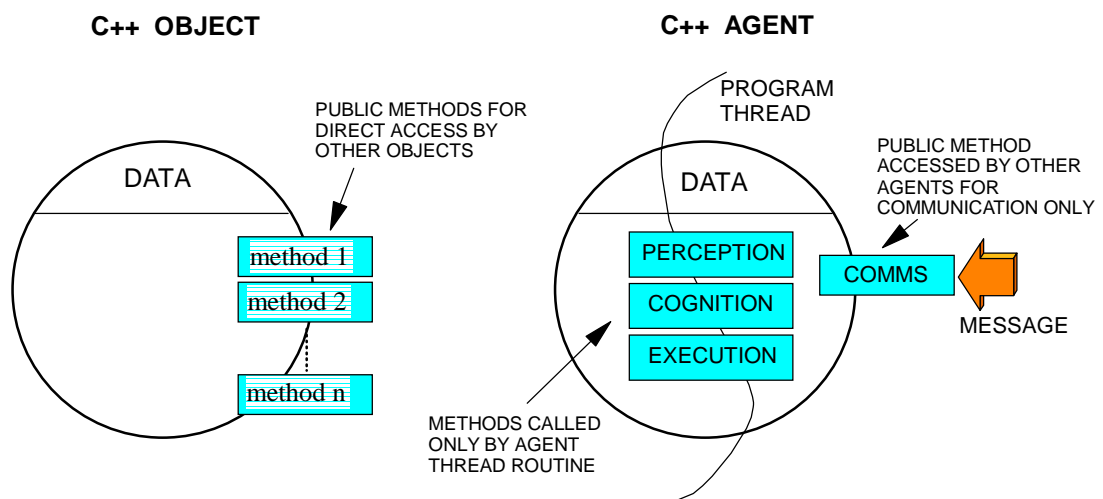 C++ OBJECT
PUBLIC METHODS FOR
DIRECT ACCESS BY
OTHER OBJECTS
DATA
method 1
method 2
method n
C++ AGENT
PROGRAM
THREAD
PUBLIC METHOD
ACCESSED BY OTHER
AGENTS FOR
COMMUNICATION ONLY
DATA
PERCEPTION
COGNITION
EXECUTION
COMMS
MESSAGE
METHODS CALLED
ONLY BY AGENT
THREAD ROUTINE